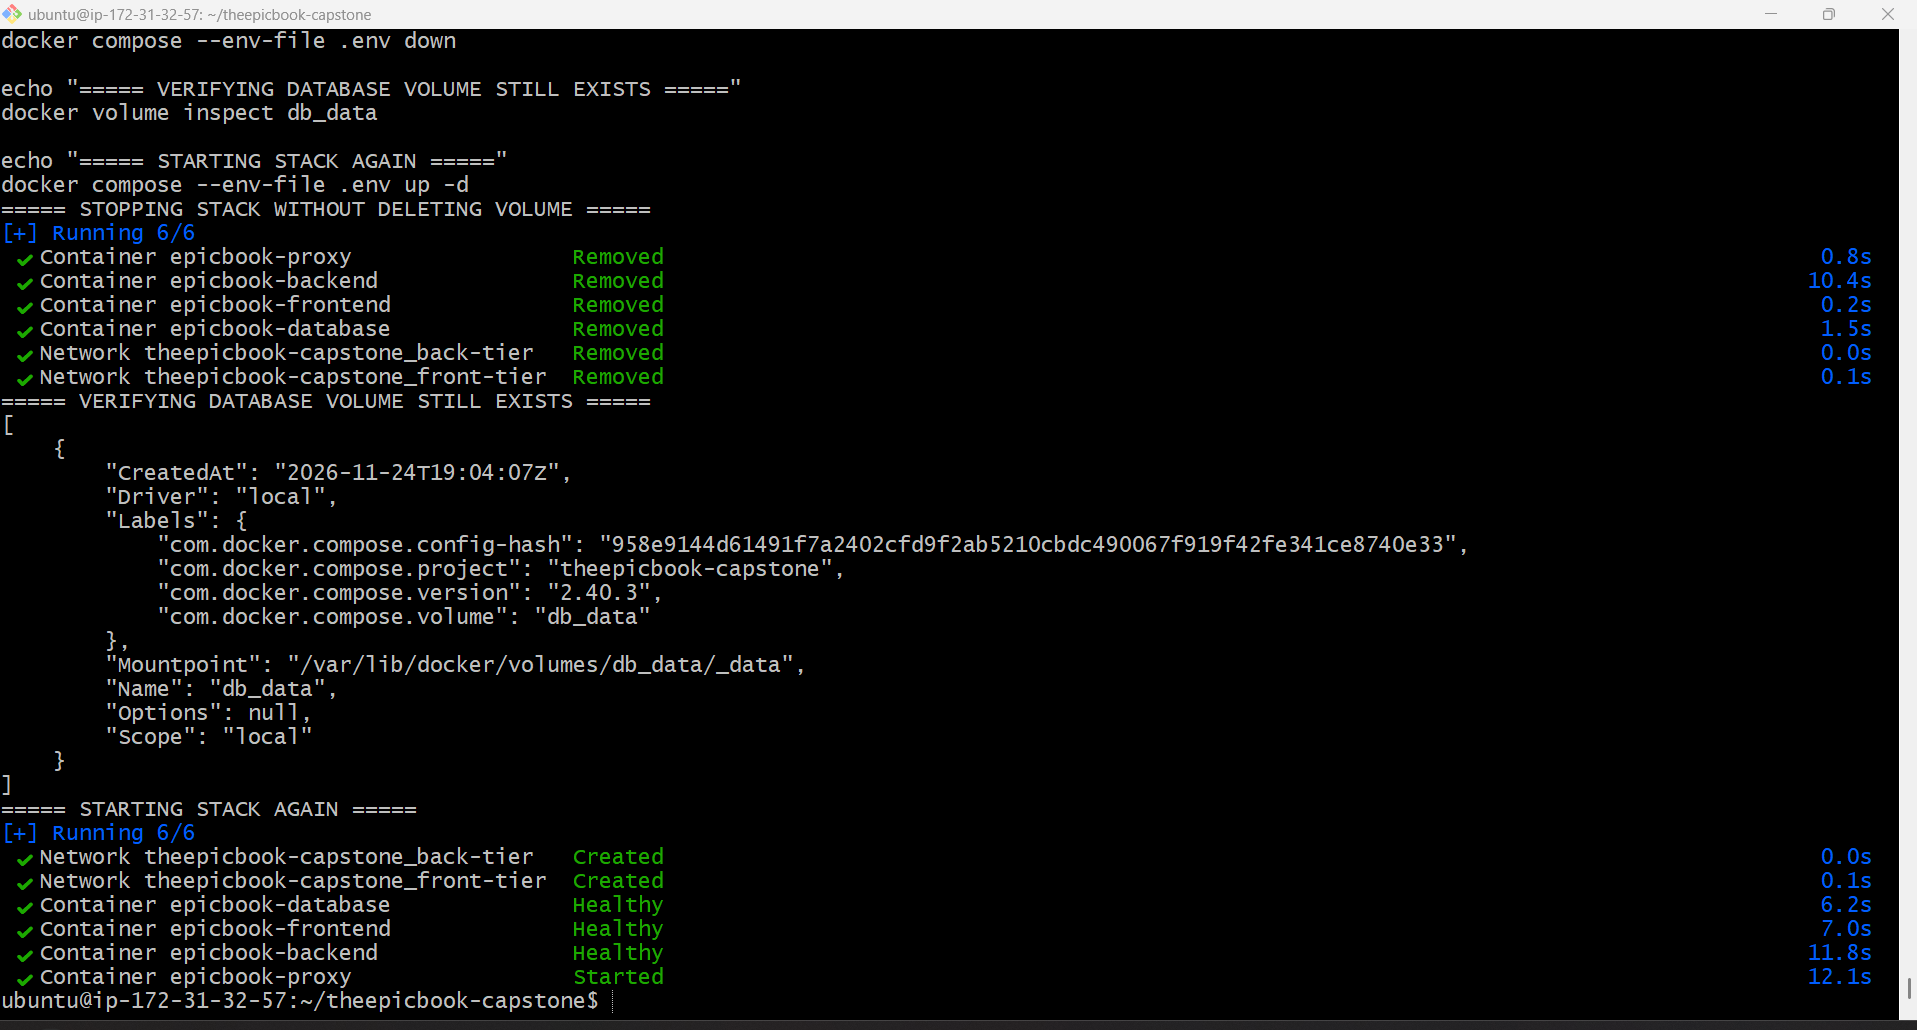 ubuntu@ip-172-31-32-57: ~/theepicbook-capstone
docker compose --env-file .env down
echo "===== VERIFYING DATABASE VOLUME STILL EXISTS ====="
docker volume inspect db_data
echo "===== STARTING STACK AGAIN ====="
docker compose --env-file .env up -d
===== STOPPING STACK WITHOUT DELETING VOLUME =====
[+] Running 6/6
✔ Container epicbook-proxy Removed 0.8s
✔ Container epicbook-backend Removed 10.4s
✔ Container epicbook-frontend Removed 0.2s
✔ Container epicbook-database Removed 1.5s
✔ Network theepicbook-capstone_back-tier Removed 0.0s
✔ Network theepicbook-capstone_front-tier Removed 0.1s
===== VERIFYING DATABASE VOLUME STILL EXISTS =====
[
    {
        "CreatedAt": "2026-11-24T19:04:07Z",
        "Driver": "local",
        "Labels": {
            "com.docker.compose.config-hash": "958e9144d61491f7a2402cfd9f2ab5210cbdc490067f919f42fe341ce8740e33",
            "com.docker.compose.project": "theepicbook-capstone",
            "com.docker.compose.version": "2.40.3",
            "com.docker.compose.volume": "db_data"
        },
        "Mountpoint": "/var/lib/docker/volumes/db_data/_data",
        "Name": "db_data",
        "Options": null,
        "Scope": "local"
    }
]
===== STARTING STACK AGAIN =====
[+] Running 6/6
✔ Network theepicbook-capstone_back-tier Created 0.0s
✔ Network theepicbook-capstone_front-tier Created 0.1s
✔ Container epicbook-database Healthy 6.2s
✔ Container epicbook-frontend Healthy 7.0s
✔ Container epicbook-backend Healthy 11.8s
✔ Container epicbook-proxy Started 12.1s
ubuntu@ip-172-31-32-57:~/theepicbook-capstone$